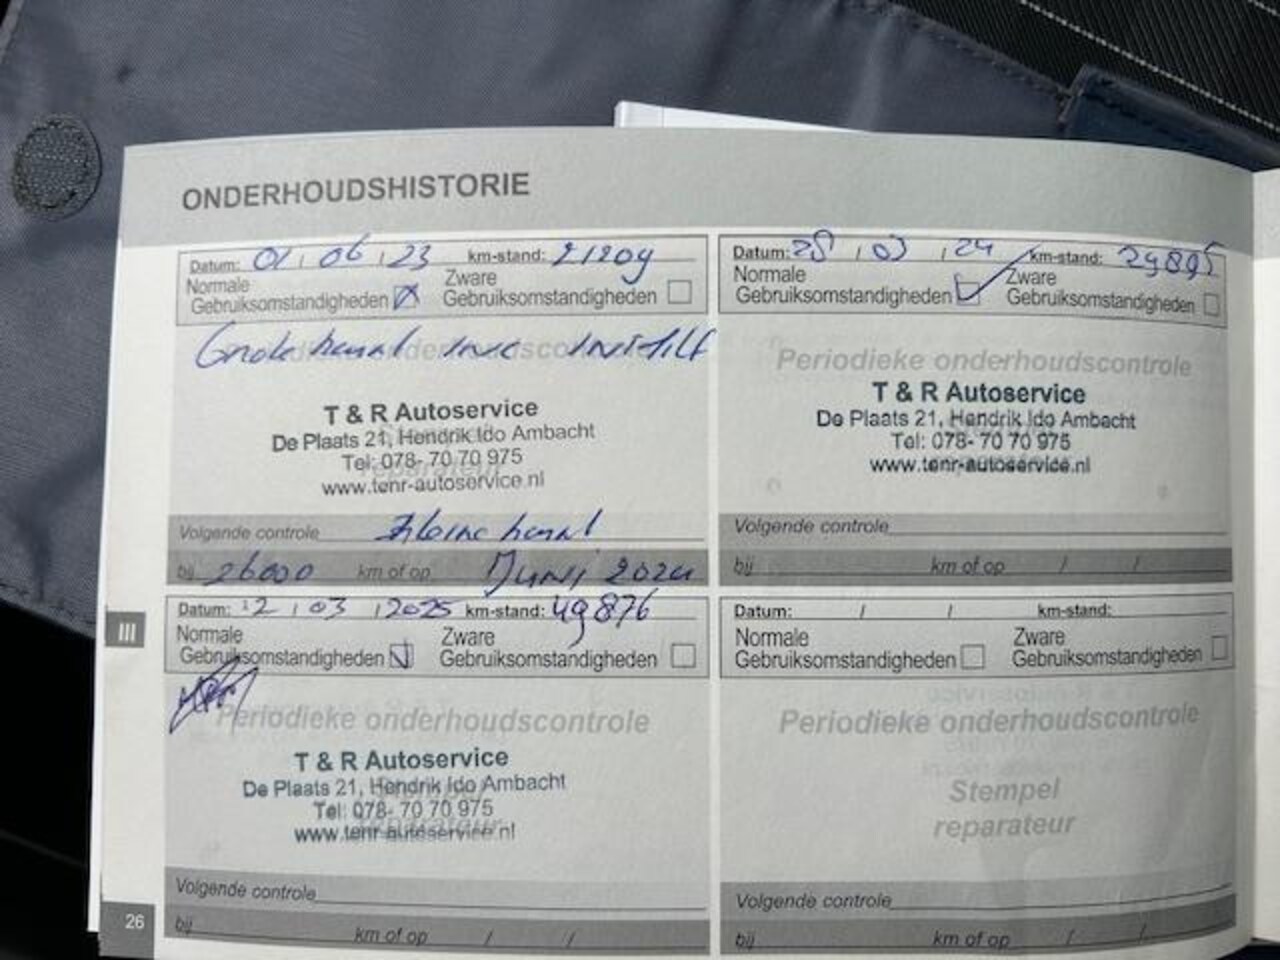 ONDERHOUDSHISTORIE
Datum: 01 / 06 / 23 km-stand: 21209
Normale Zware
Gebruiksomstandigheden Gebruiksomstandigheden
Periodieke onderhoudscontrole
T & R Autoservice
De Plaats 21, Hendrik Ido Ambacht
Tel: 078- 70 70 975
www.tenr-autoservice.nl
Volgende controle Kleine beurt
bij 26000 km of op Juni 2024
Datum: 28 / 03 / 24 km-stand: 29895
Normale Zware
Gebruiksomstandigheden Gebruiksomstandigheden
Periodieke onderhoudscontrole
T & R Autoservice
De Plaats 21, Hendrik Ido Ambacht
Tel: 078- 70 70 975
www.tenr-autoservice.nl
Volgende controle
bij km of op / /
III
Datum: 12 / 03 / 2025 km-stand: 49876
Normale Zware
Gebruiksomstandigheden Gebruiksomstandigheden
Periodieke onderhoudscontrole
T & R Autoservice
De Plaats 21, Hendrik Ido Ambacht
Tel: 078- 70 70 975
www.tenr-autoservice.nl
Volgende controle
bij km of op / /
Datum: / / km-stand:
Normale Zware
Gebruiksomstandigheden Gebruiksomstandigheden
Periodieke onderhoudscontrole
Stempel
reparateur
Volgende controle
bij km of op / /
26